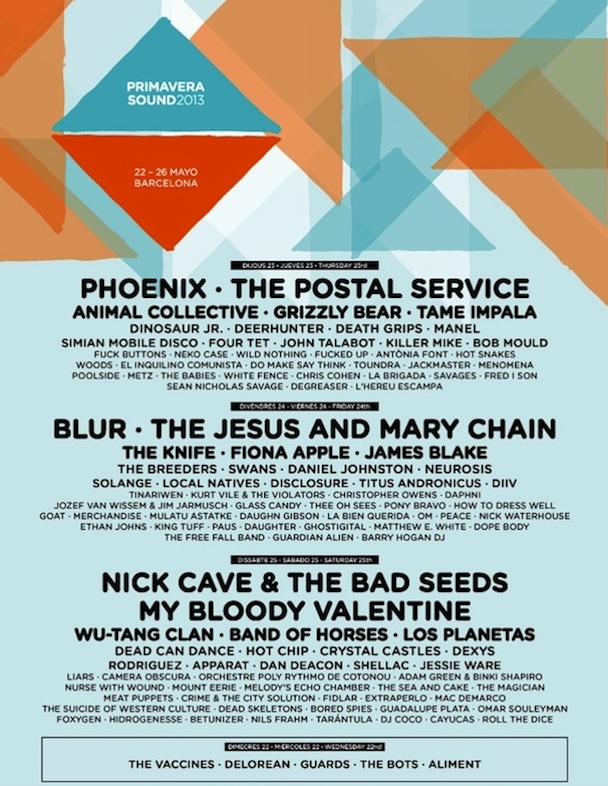 PRIMAVERA
SOUND2013
22 – 26 MAYO
BARCELONA
DIJOUS 23 • JUEVES 23 • THURSDAY 23rd
PHOENIX · THE POSTAL SERVICE
ANIMAL COLLECTIVE · GRIZZLY BEAR · TAME IMPALA
DINOSAUR JR. · DEERHUNTER · DEATH GRIPS · MANEL
SIMIAN MOBILE DISCO · FOUR TET · JOHN TALABOT · KILLER MIKE · BOB MOULD
FUCK BUTTONS · NEKO CASE · WILD NOTHING · FUCKED UP · ANTÒNIA FONT · HOT SNAKES
WOODS · EL INQUILINO COMUNISTA · DO MAKE SAY THINK · TOUNDRA · JACKMASTER · MENOMENA
POOLSIDE · METZ · THE BABIES · WHITE FENCE · CHRIS COHEN · LA BRIGADA · SAVAGES · FRED I SON
SEAN NICHOLAS SAVAGE · DEGREASER · L'HEREU ESCAMPA
DIVENDRES 24 • VIERNES 24 • FRIDAY 24th
BLUR · THE JESUS AND MARY CHAIN
THE KNIFE · FIONA APPLE · JAMES BLAKE
THE BREEDERS · SWANS · DANIEL JOHNSTON · NEUROSIS
SOLANGE · LOCAL NATIVES · DISCLOSURE · TITUS ANDRONICUS · DIIV
TINARIWEN · KURT VILE & THE VIOLATORS · CHRISTOPHER OWENS · DAPHNI
JOZEF VAN WISSEM & JIM JARMUSCH · GLASS CANDY · THEE OH SEES · PONY BRAVO · HOW TO DRESS WELL
GOAT · MERCHANDISE · MULATU ASTATKE · DAUGHN GIBSON · LA BIEN QUERIDA · OM · PEACE · NICK WATERHOUSE
ETHAN JOHNS · KING TUFF · PAUS · DAUGHTER · GHOSTIGITAL · MATTHEW E. WHITE · DOPE BODY
THE FREE FALL BAND · GUARDIAN ALIEN · BARRY HOGAN DJ
DISSABTE 25 • SÁBADO 25 • SATURDAY 25th
NICK CAVE & THE BAD SEEDS
MY BLOODY VALENTINE
WU-TANG CLAN · BAND OF HORSES · LOS PLANETAS
DEAD CAN DANCE · HOT CHIP · CRYSTAL CASTLES · DEXYS
RODRIGUEZ · APPARAT · DAN DEACON · SHELLAC · JESSIE WARE
LIARS · CAMERA OBSCURA · ORCHESTRE POLY RYTHMO DE COTONOU · ADAM GREEN & BINKI SHAPIRO
NURSE WITH WOUND · MOUNT EERIE · MELODY'S ECHO CHAMBER · THE SEA AND CAKE · THE MAGICIAN
MEAT PUPPETS · CRIME & THE CITY SOLUTION · FIDLAR · EXTRAPERLO · MAC DEMARCO
THE SUICIDE OF WESTERN CULTURE · DEAD SKELETONS · BORED SPIES · GUADALUPE PLATA · OMAR SOULEYMAN
FOXYGEN · HIDROGENESSE · BETUNIZER · NILS FRAHM · TARÁNTULA · DJ COCO · CAYUCAS · ROLL THE DICE
DIMECRES 22 • MIÉRCOLES 22 • WEDNESDAY 22nd
THE VACCINES · DELOREAN · GUARDS · THE BOTS · ALIMENT